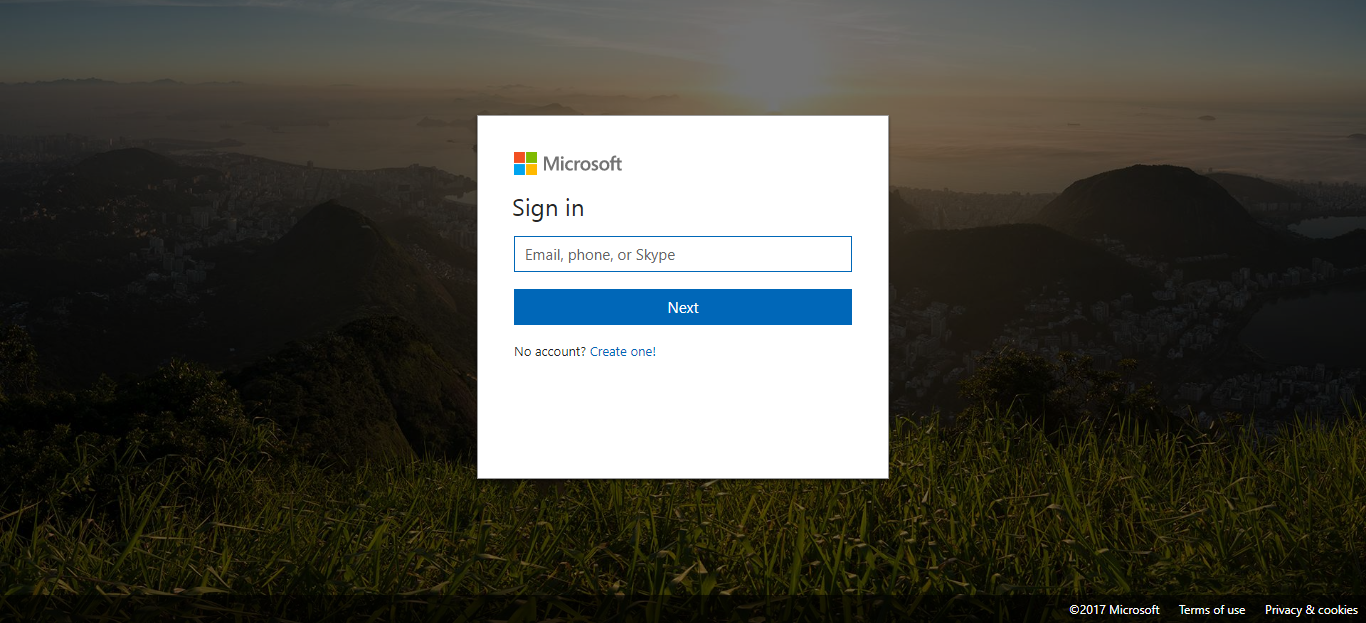 Microsoft
Sign in
Email, phone, or Skype
Next
No account? Create one!
©2017 Microsoft Terms of use Privacy & cookies